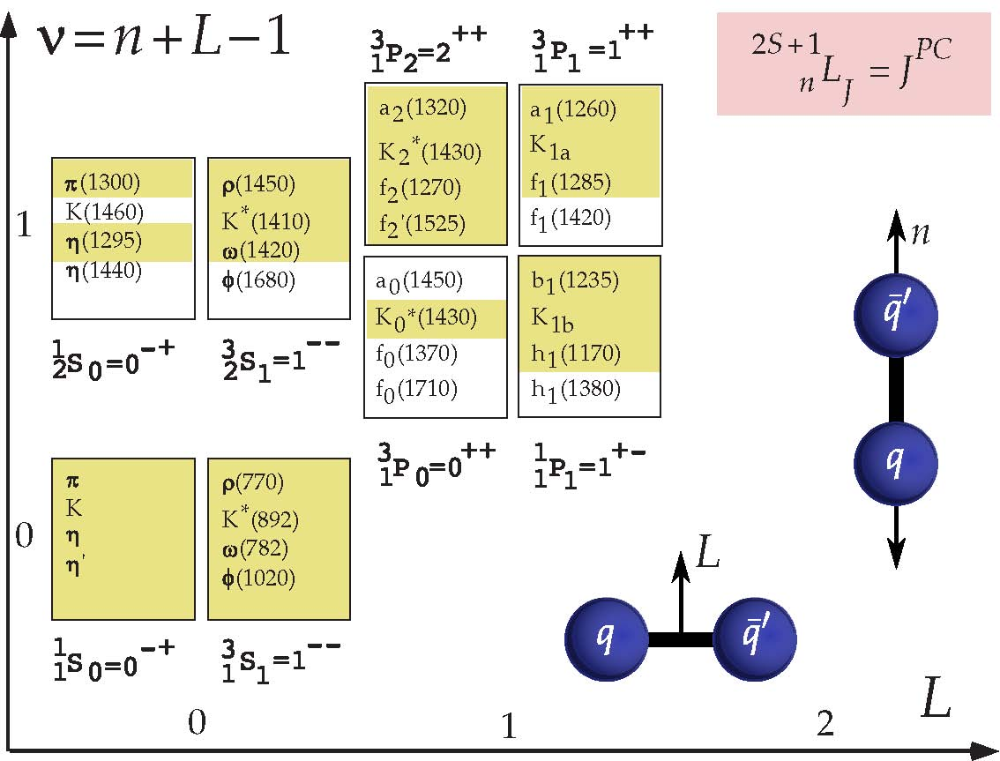 ν = n + L − 1
³₁P₂=2⁺⁺
³₁P₁=1⁺⁺
²ˢ⁺¹ₙL_J = J^PC
a₂(1320)
K₂*(1430)
f₂(1270)
f₂'(1525)
a₁(1260)
K₁ₐ
f₁(1285)
f₁(1420)
1
π(1300)
K(1460)
η(1295)
η(1440)
ρ(1450)
K*(1410)
ω(1420)
ϕ(1680)
a₀(1450)
K₀*(1430)
f₀(1370)
f₀(1710)
b₁(1235)
K₁b
h₁(1170)
h₁(1380)
¹₂S₀=0⁻⁺
³₂S₁=1⁻⁻
³₁P₀=0⁺⁺
¹₁P₁=1⁺⁻
n
q̄′
q
0
π
K
η
η'
ρ(770)
K*(892)
ω(782)
ϕ(1020)
¹₁S₀=0⁻⁺
³₁S₁=1⁻⁻
L
q
q̄′
0
1
2
L